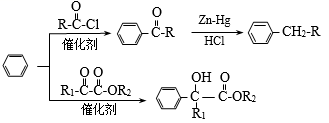 O
R-C-Cl
催化剂
O
C-R
Zn-Hg
HCl
CH2-R
O O
R1-C-C-OR2
催化剂
OH O
C C-OR2
R1